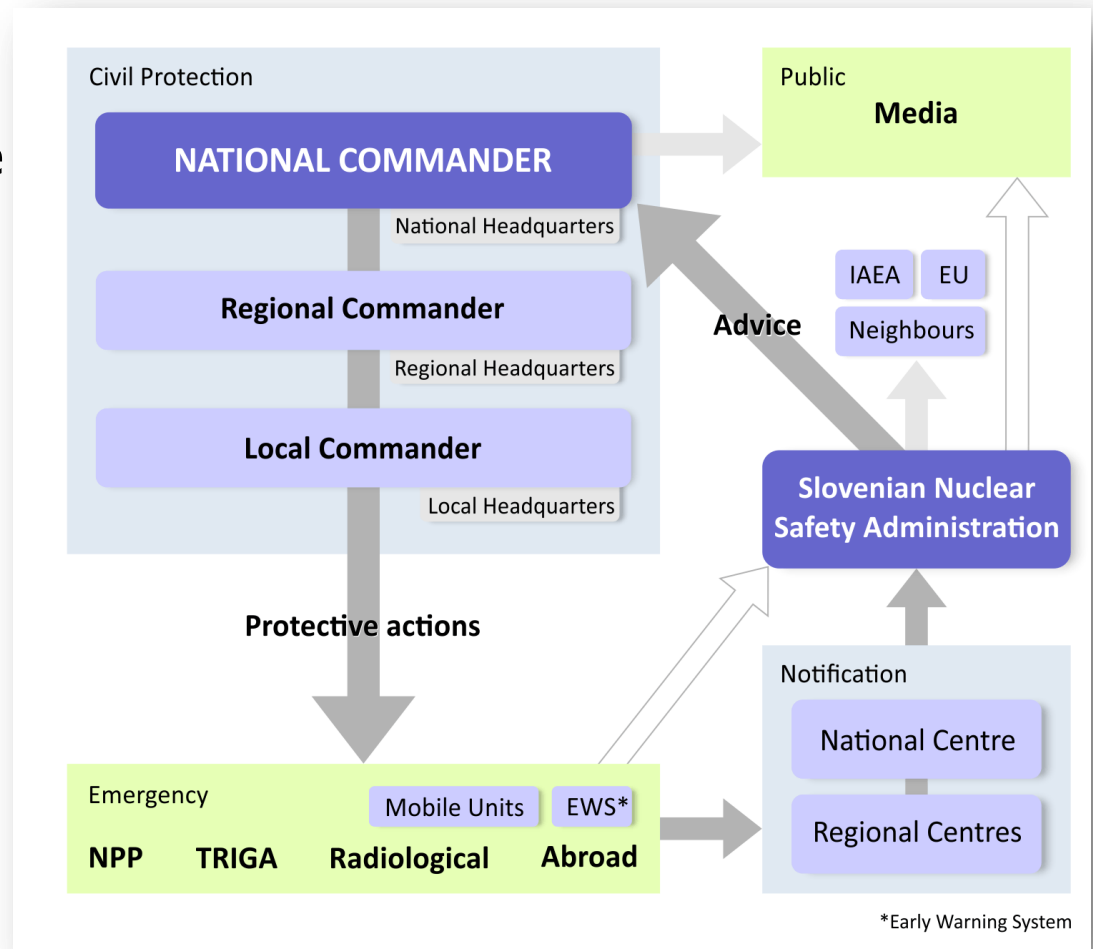 Civil Protection
NATIONAL COMMANDER
National Headquarters
Regional Commander
Regional Headquarters
Local Commander
Local Headquarters
Public
Media
IAEA
EU
Neighbours
Advice
Slovenian Nuclear
Safety Administration
Protective actions
Notification
National Centre
Regional Centres
Emergency
Mobile Units
EWS*
NPP
TRIGA
Radiological
Abroad
*Early Warning System